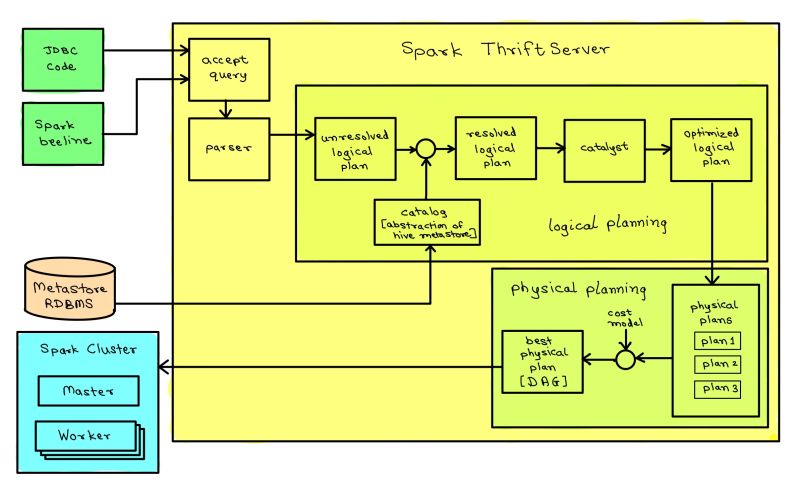 JDBC
code
Spark
beeline
Spark ThriftServer
accept
query
parser
unresolved
logical
plan
resolved
logical
plan
catalyst
optimized
logical
plan
catalog
[abstraction of
hive metastore]
logical planning
Metastore
RDBMS
physical planning
cost
model
physical
plans
plan 1
plan 2
plan 3
best
physical
plan
[DAG]
Spark Cluster
Master
Worker